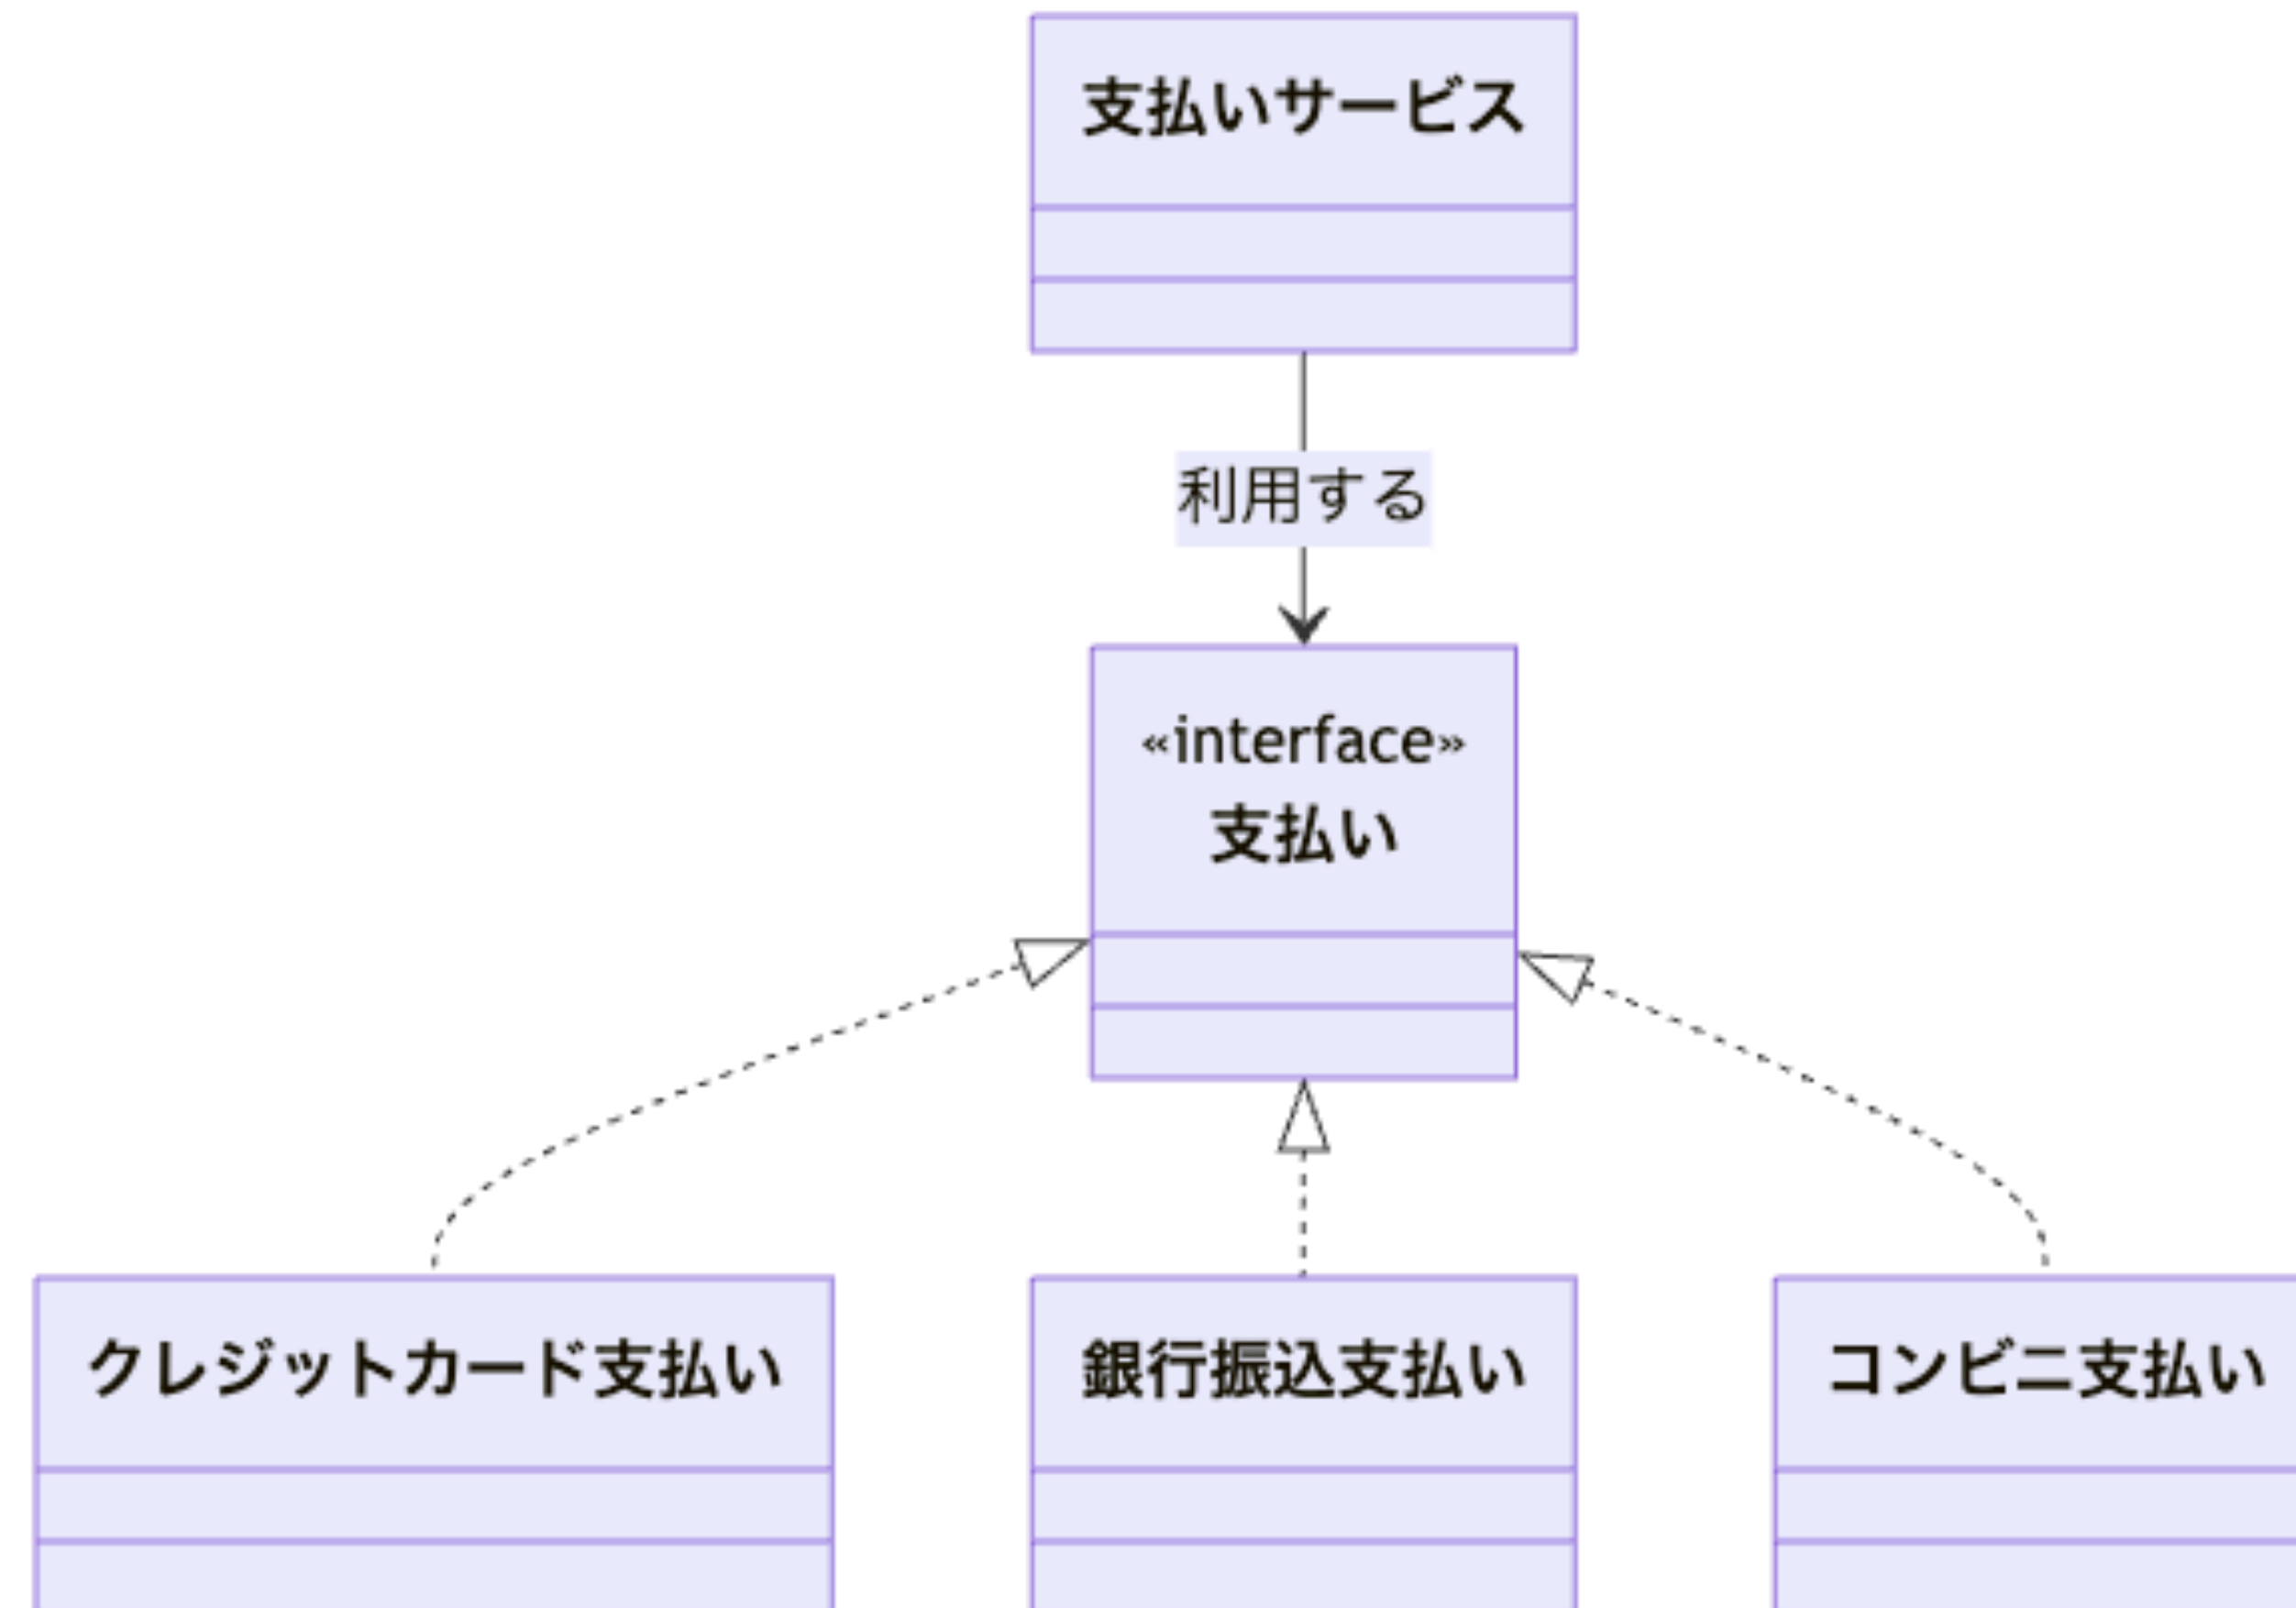 支払いサービス
利用する
«interface»
支払い
クレジットカード支払い
銀行振込支払い
コンビニ支払い